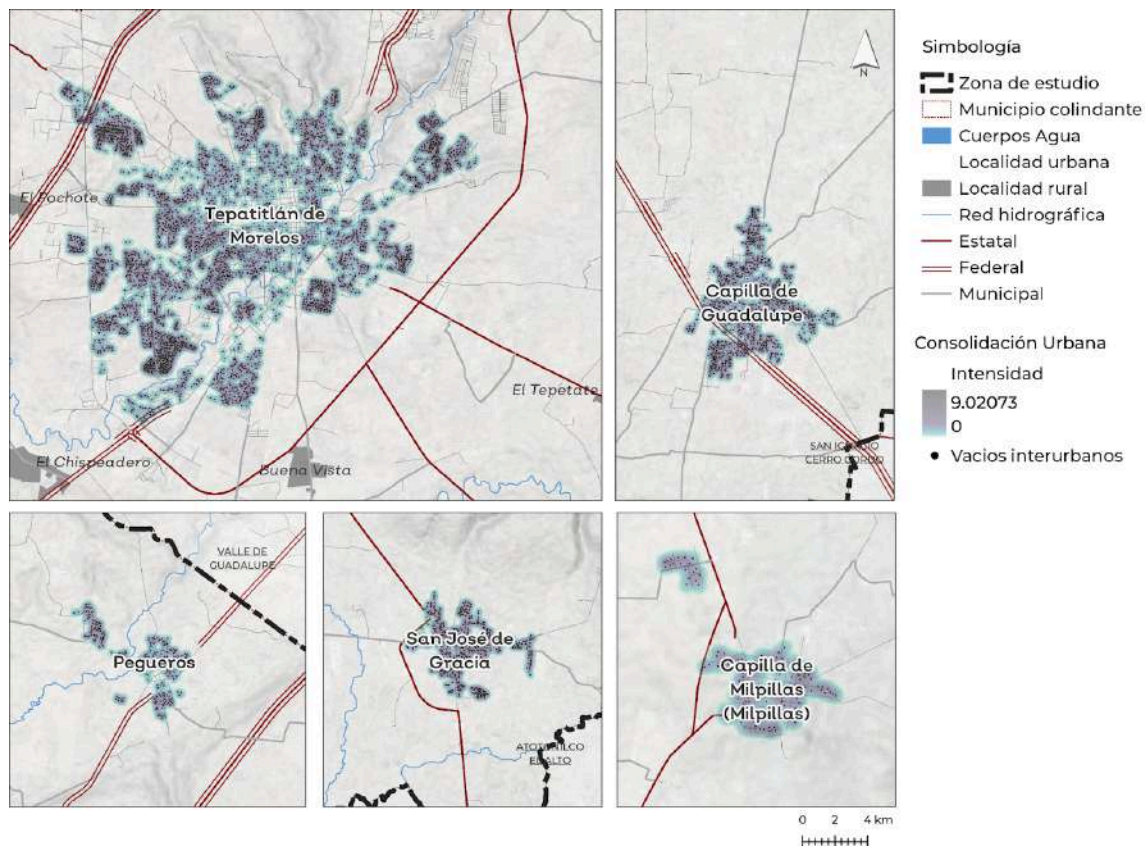 El Pochote
Tepatitlán de
Morelos
El Tepetate
El Chispeadero
Buena Vista
N
Capilla de
Guadalupe
SAN IGNACIO
CERRO GORDO
VALLE DE
GUADALUPE
Pegueros
San José de
Gracia
ATOTONILCO
EL ALTO
Capilla de
Milpillas
(Milpillas)
Simbología
Zona de estudio
Municipio colindante
Cuerpos Agua
Localidad urbana
Localidad rural
Red hidrográfica
Estatal
Federal
Municipal
Consolidación Urbana
Intensidad
9.02073
0
Vacios interurbanos
0 2 4 km